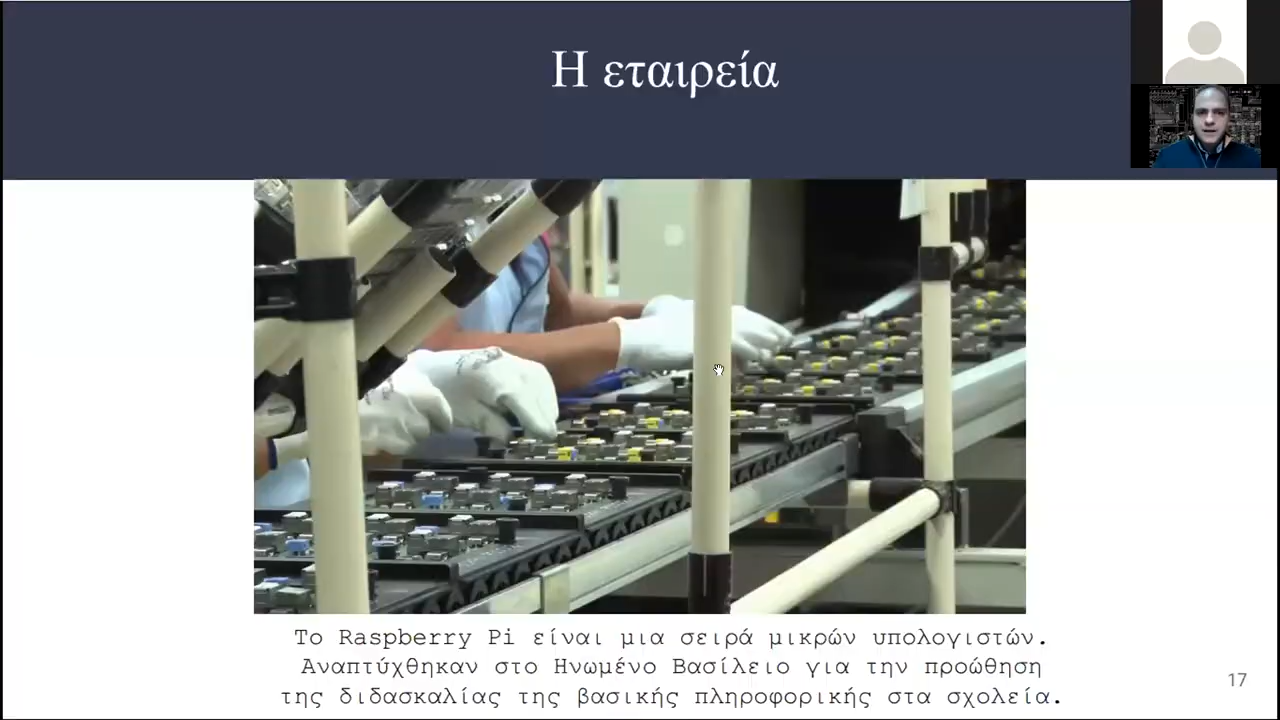 Η εταιρεία
Το Raspberry Pi είναι μια σειρά μικρών υπολογιστών.
Αναπτύχθηκαν στο Ηνωμένο Βασίλειο για την προώθηση
της διδασκαλίας της βασικής πληροφορικής στα σχολεία.
17